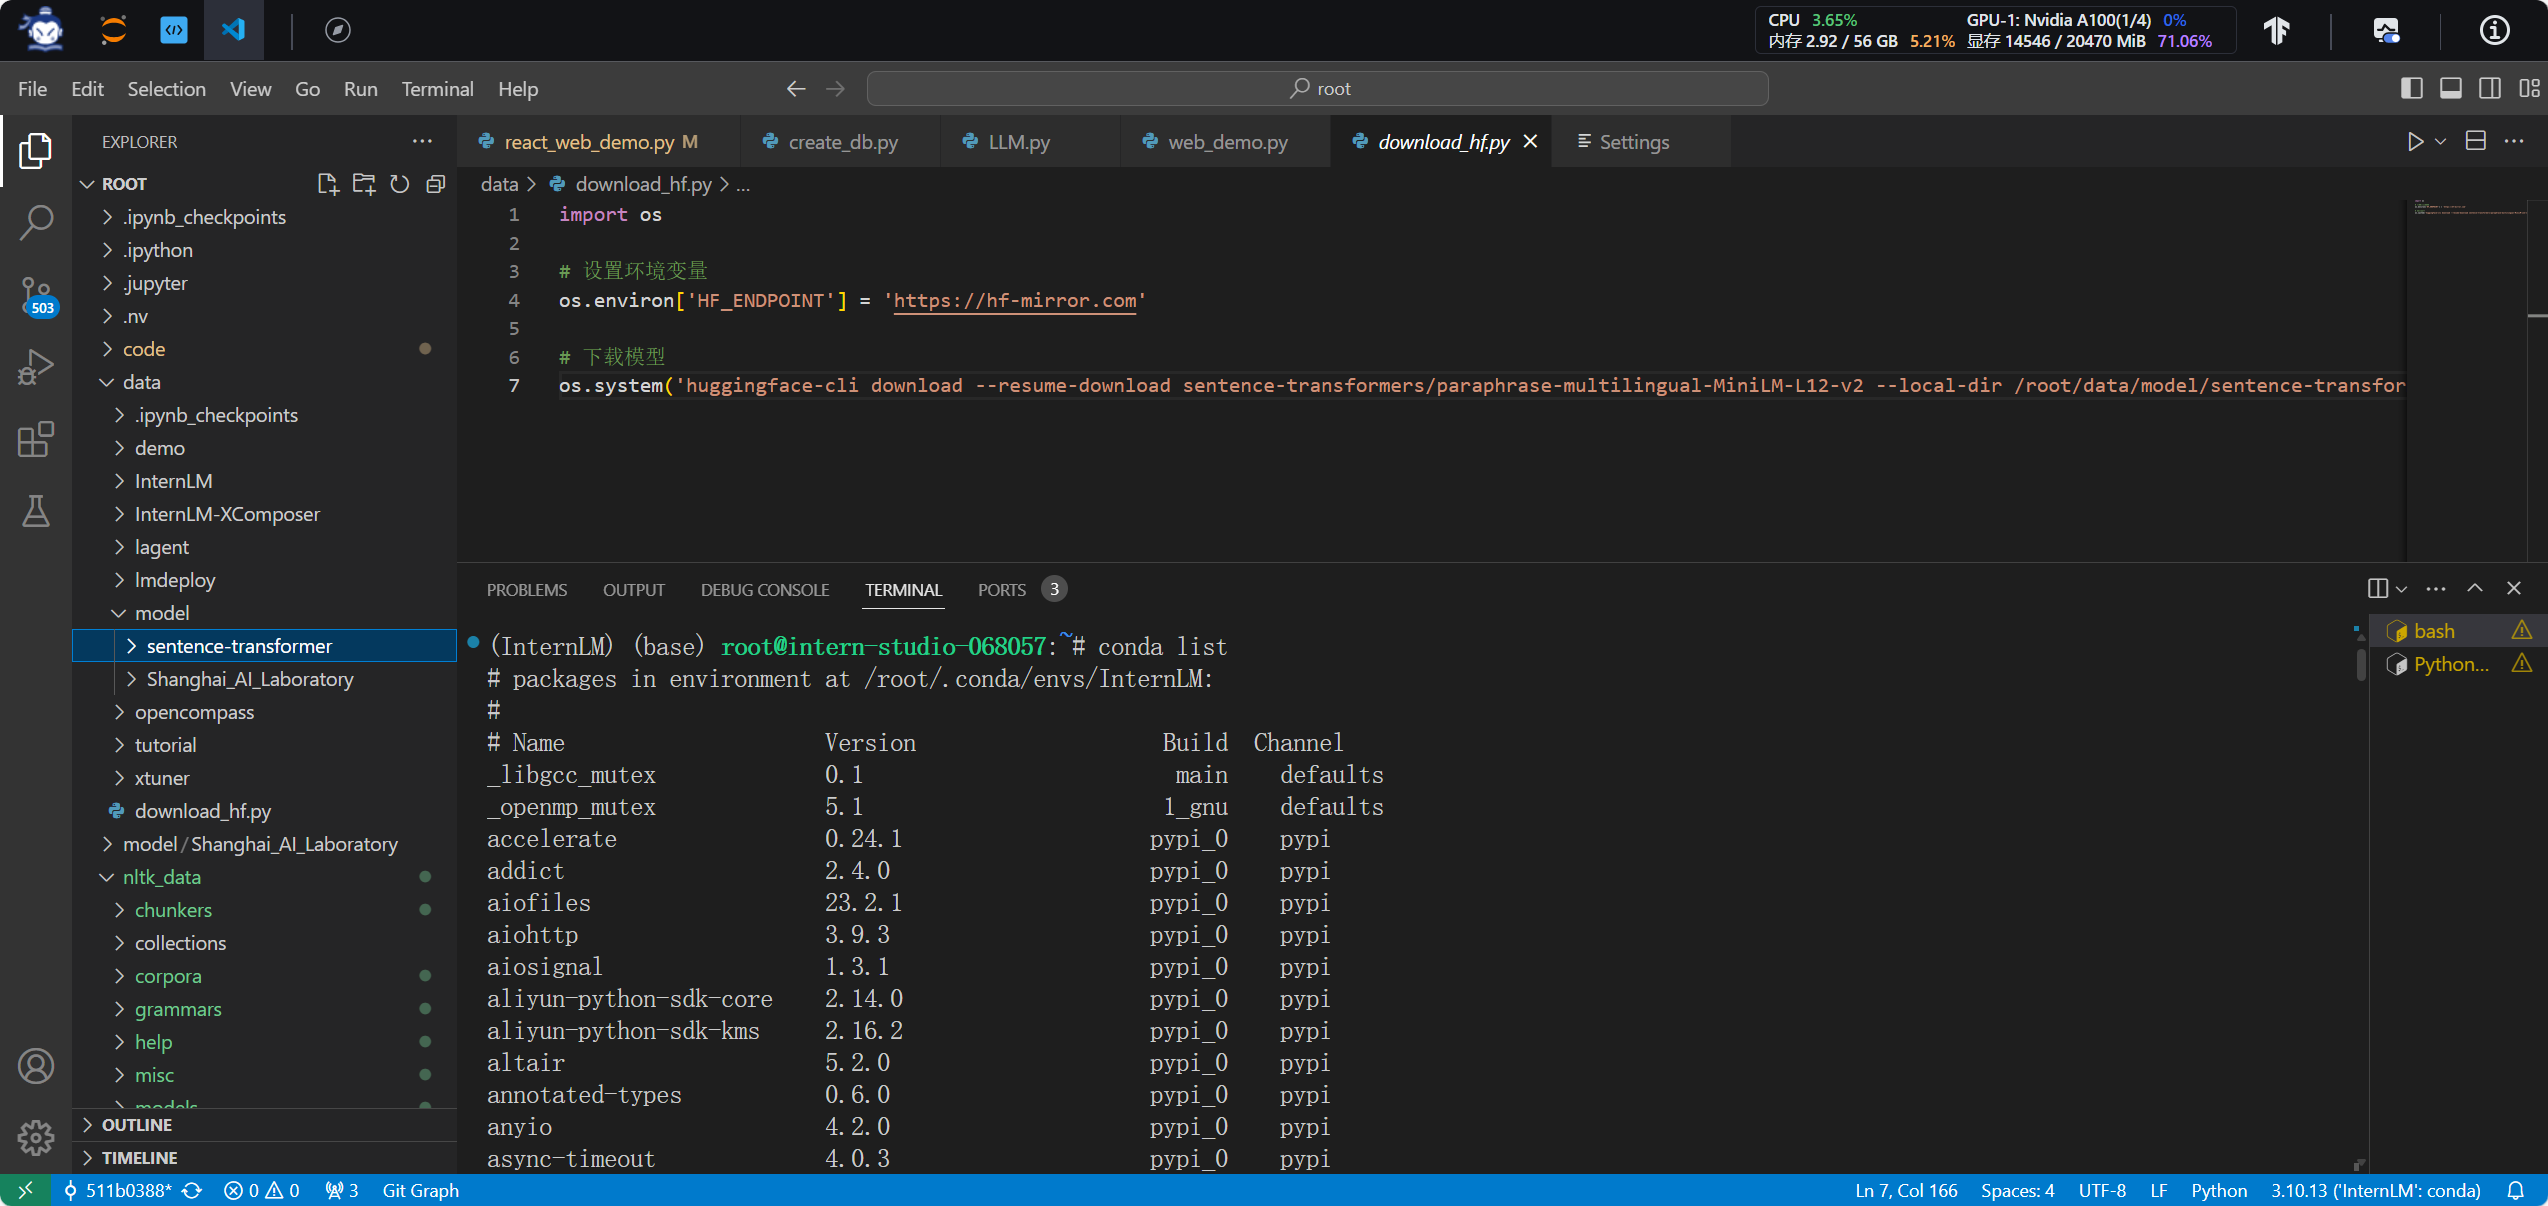 CPU 3.65% GPU-1: Nvidia A100(1/4) 0%
内存 2.92 / 56 GB 5.21% 显存 14546 / 20470 MiB 71.06%
File Edit Selection View Go Run Terminal Help
root
EXPLORER
ROOT
.ipynb_checkpoints
.ipython
.jupyter
.nv
code
data
.ipynb_checkpoints
demo
InternLM
InternLM-XComposer
lagent
lmdeploy
model
sentence-transformer
Shanghai_AI_Laboratory
opencompass
tutorial
xtuner
download_hf.py
model/Shanghai_AI_Laboratory
nltk_data
chunkers
collections
corpora
grammars
help
misc
models
OUTLINE
TIMELINE
503
react_web_demo.py M create_db.py LLM.py web_demo.py download_hf.py Settings
data > download_hf.py > ...
1 import os
2
3 # 设置环境变量
4 os.environ['HF_ENDPOINT'] = 'https://hf-mirror.com'
5
6 # 下载模型
7 os.system('huggingface-cli download --resume-download sentence-transformers/paraphrase-multilingual-MiniLM-L12-v2 --local-dir /root/data/model/sentence-transfor
PROBLEMS OUTPUT DEBUG CONSOLE TERMINAL PORTS 3
(InternLM) (base) root@intern-studio-068057:~# conda list
# packages in environment at /root/.conda/envs/InternLM:
#
# Name Version Build Channel
_libgcc_mutex 0.1 main defaults
_openmp_mutex 5.1 1_gnu defaults
accelerate 0.24.1 pypi_0 pypi
addict 2.4.0 pypi_0 pypi
aiofiles 23.2.1 pypi_0 pypi
aiohttp 3.9.3 pypi_0 pypi
aiosignal 1.3.1 pypi_0 pypi
aliyun-python-sdk-core 2.14.0 pypi_0 pypi
aliyun-python-sdk-kms 2.16.2 pypi_0 pypi
altair 5.2.0 pypi_0 pypi
annotated-types 0.6.0 pypi_0 pypi
anyio 4.2.0 pypi_0 pypi
async-timeout 4.0.3 pypi_0 pypi
bash
Python...
511b0388* 0 0 3 Git Graph
Ln 7, Col 166 Spaces: 4 UTF-8 LF Python 3.10.13 ('InternLM': conda)